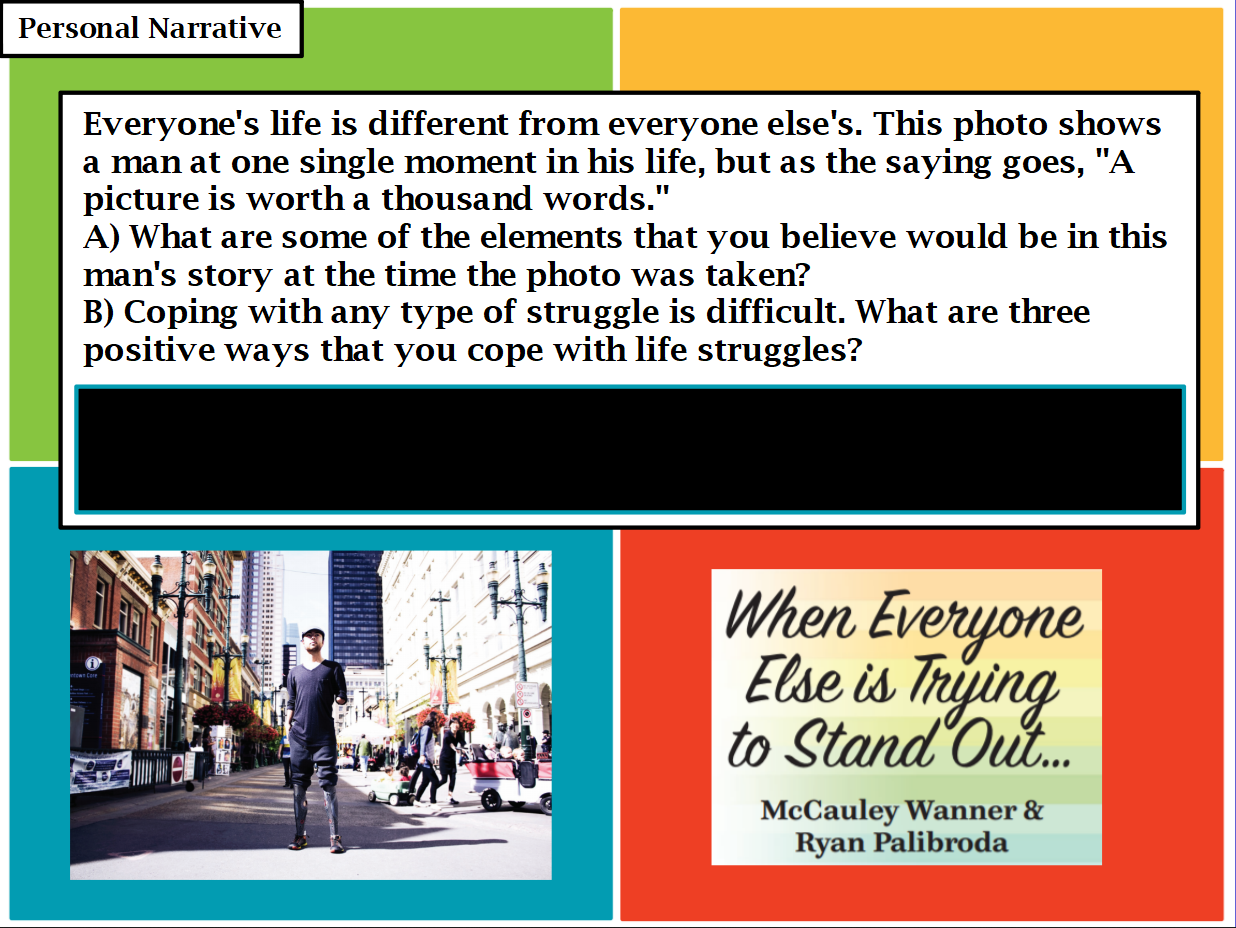 Personal Narrative
Everyone's life is different from everyone else's. This photo shows
a man at one single moment in his life, but as the saying goes, "A
picture is worth a thousand words."
A) What are some of the elements that you believe would be in this
man's story at the time the photo was taken?
B) Coping with any type of struggle is difficult. What are three
positive ways that you cope with life struggles?
When Everyone
Else is Trying
to Stand Out...
McCauley Wanner &
Ryan Palibroda